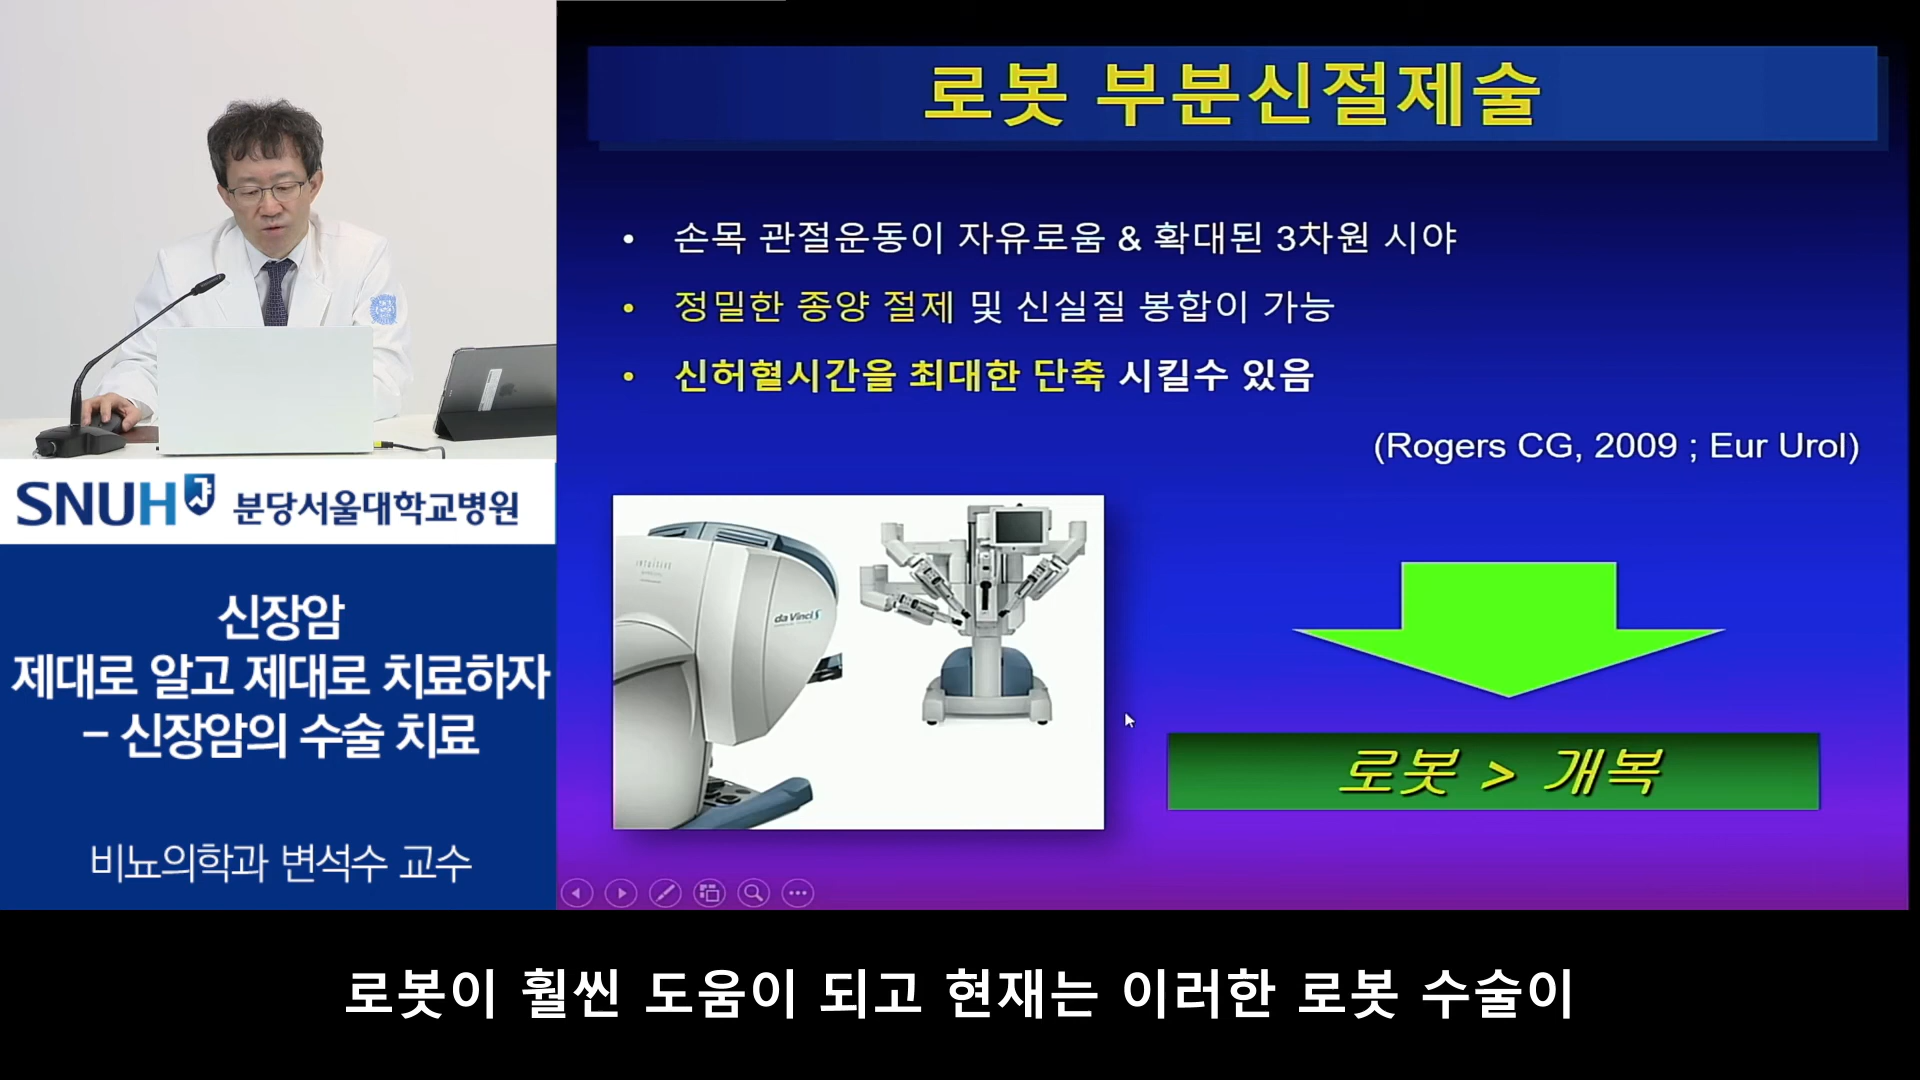 로봇 부분신절제술
• 손목 관절운동이 자유로움 & 확대된 3차원 시야
• 정밀한 종양 절제 및 신실질 봉합이 가능
• 신허혈시간을 최대한 단축 시킬수 있음
(Rogers CG, 2009 ; Eur Urol)
da Vinci S
로봇 > 개복
SNUH 분당서울대학교병원
신장암
제대로 알고 제대로 치료하자
- 신장암의 수술 치료
비뇨의학과 변석수 교수
로봇이 훨씬 도움이 되고 현재는 이러한 로봇 수술이